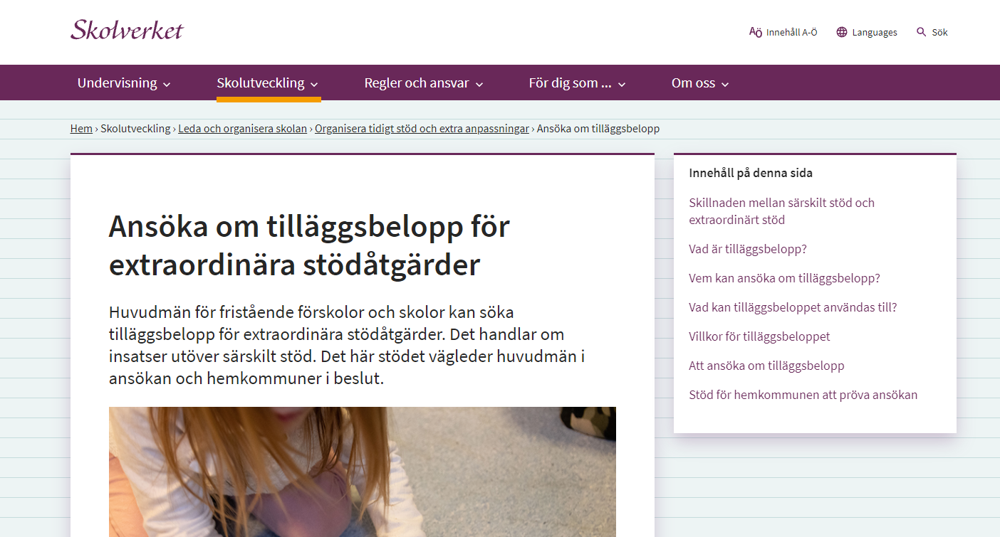 Skolverket
Innehåll A-Ö
Languages
Sök
Undervisning
Skolutveckling
Regler och ansvar
För dig som ...
Om oss
Hem › Skolutveckling › Leda och organisera skolan › Organisera tidigt stöd och extra anpassningar › Ansöka om tilläggsbelopp
Ansöka om tilläggsbelopp för
extraordinära stödåtgärder
Huvudmän för fristående förskolor och skolor kan söka
tilläggsbelopp för extraordinära stödåtgärder. Det handlar om
insatser utöver särskilt stöd. Det här stödet vägleder huvudmän i
ansökan och hemkommuner i beslut.
Innehåll på denna sida
Skillnaden mellan särskilt stöd och
extraordinärt stöd
Vad är tilläggsbelopp?
Vem kan ansöka om tilläggsbelopp?
Vad kan tilläggsbeloppet användas till?
Villkor för tilläggsbeloppet
Att ansöka om tilläggsbelopp
Stöd för hemkommunen att pröva ansökan